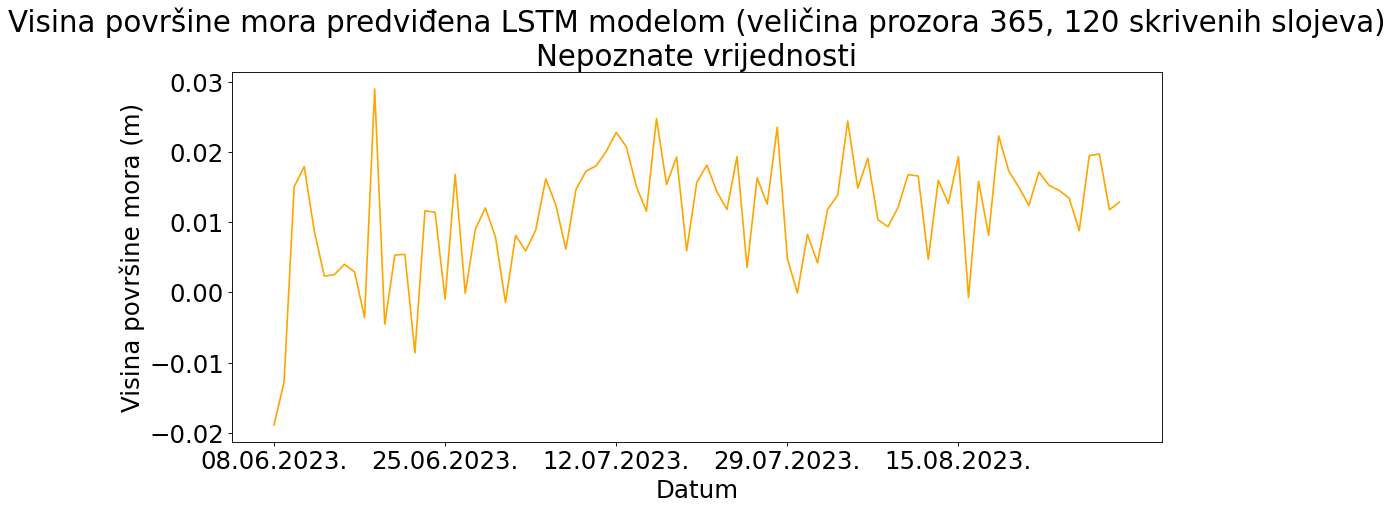 Visina površine mora predviđena LSTM modelom (veličina prozora 365, 120 skrivenih slojeva)
Nepoznate vrijednosti
Visina površine mora (m)
0.03
0.02
0.01
0.00
−0.01
−0.02
08.06.2023. 25.06.2023. 12.07.2023. 29.07.2023. 15.08.2023.
Datum